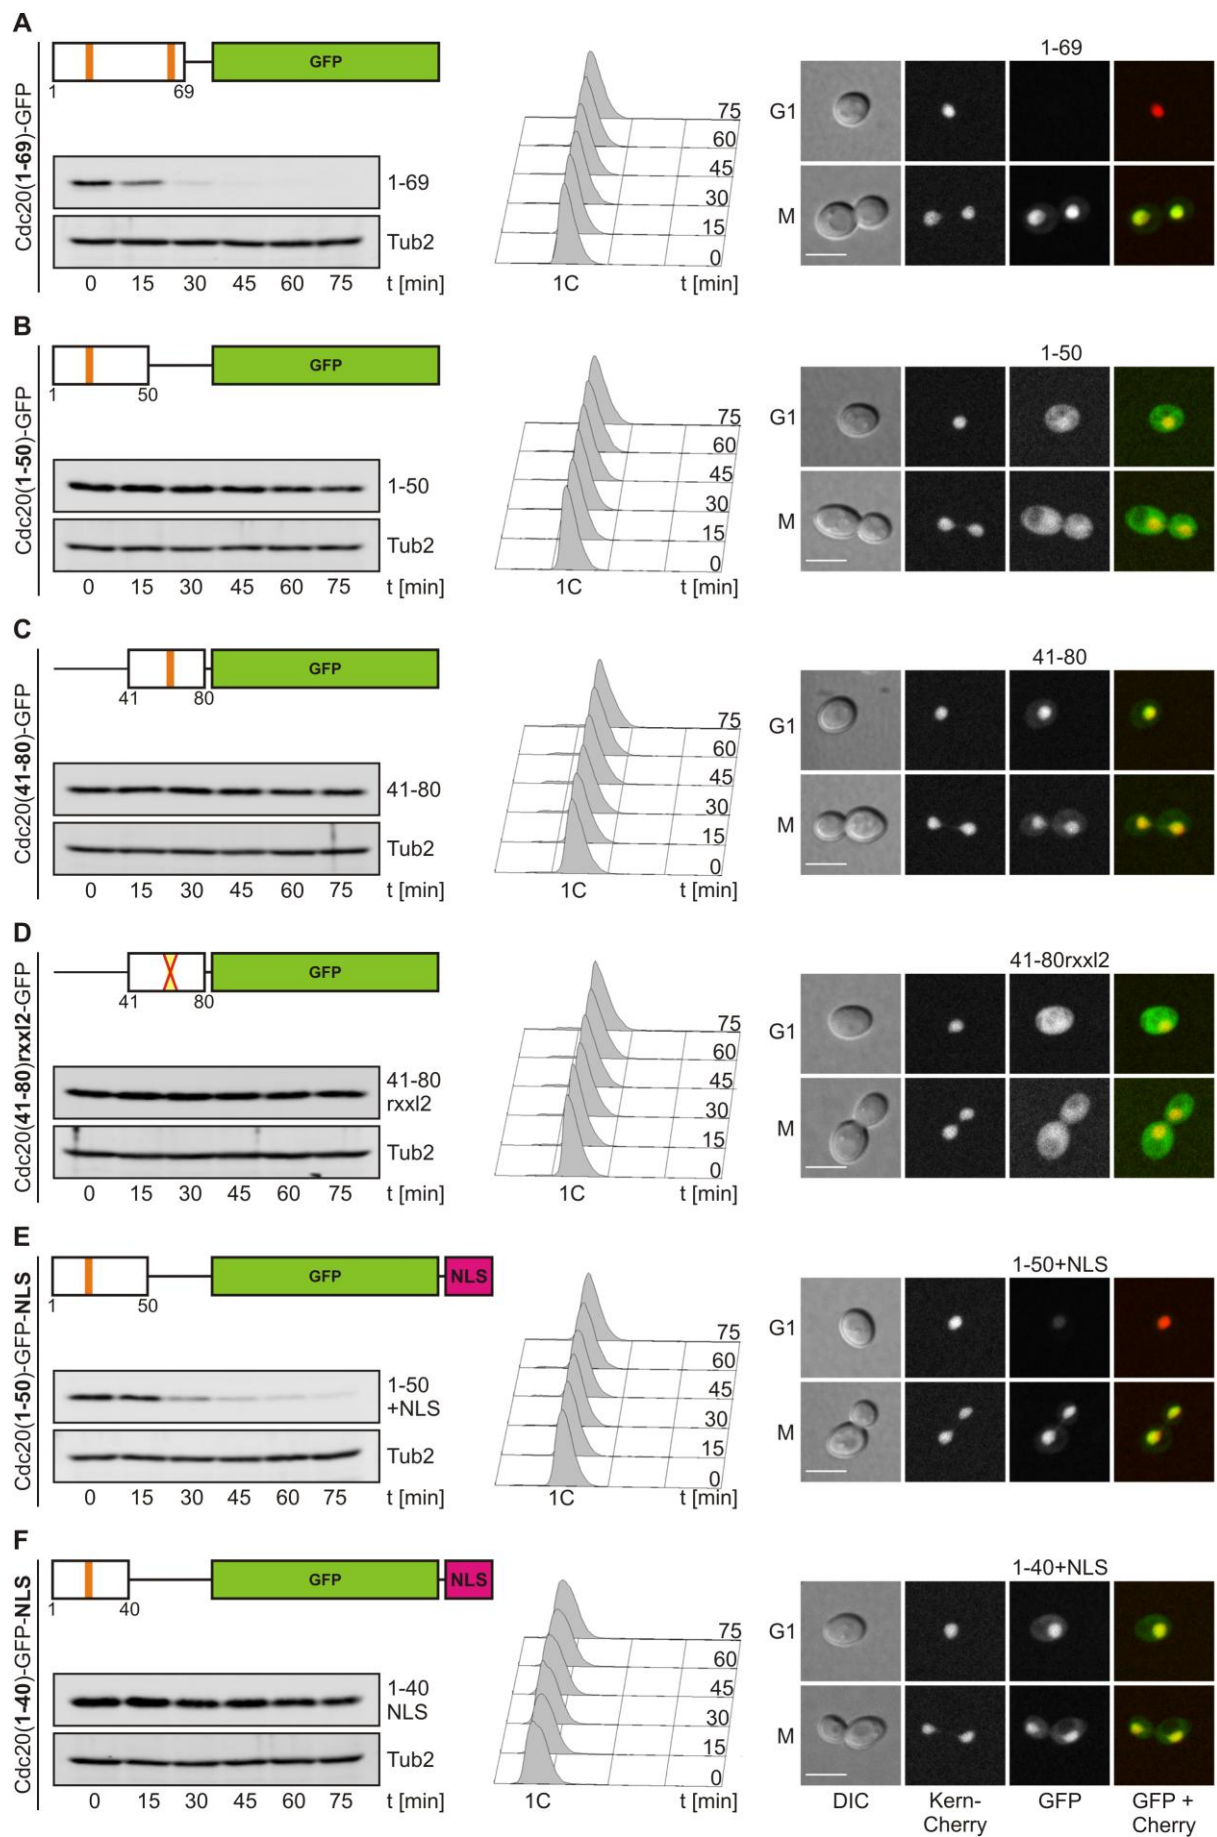 A
Cdc20(1-69)-GFP
GFP
1
69
1-69
Tub2
0 15 30 45 60 75 t [min]
75
60
45
30
15
0
1C t [min]
1-69
G1
M
B
Cdc20(1-50)-GFP
GFP
1
50
1-50
Tub2
0 15 30 45 60 75 t [min]
75
60
45
30
15
0
1C t [min]
1-50
G1
M
C
Cdc20(41-80)-GFP
GFP
41
80
41-80
Tub2
0 15 30 45 60 75 t [min]
75
60
45
30
15
0
1C t [min]
41-80
G1
M
D
Cdc20(41-80)rxxl2-GFP
GFP
41
80
41-80
rxxl2
Tub2
0 15 30 45 60 75 t [min]
75
60
45
30
15
0
1C t [min]
41-80rxxl2
G1
M
E
Cdc20(1-50)-GFP-NLS
GFP
NLS
1
50
1-50
+NLS
Tub2
0 15 30 45 60 75 t [min]
75
60
45
30
15
0
1C t [min]
1-50+NLS
G1
M
F
Cdc20(1-40)-GFP-NLS
GFP
NLS
1
40
1-40
NLS
Tub2
0 15 30 45 60 75 t [min]
75
60
45
30
15
0
1C t [min]
1-40+NLS
G1
M
DIC
Kern-
Cherry
GFP
GFP +
Cherry